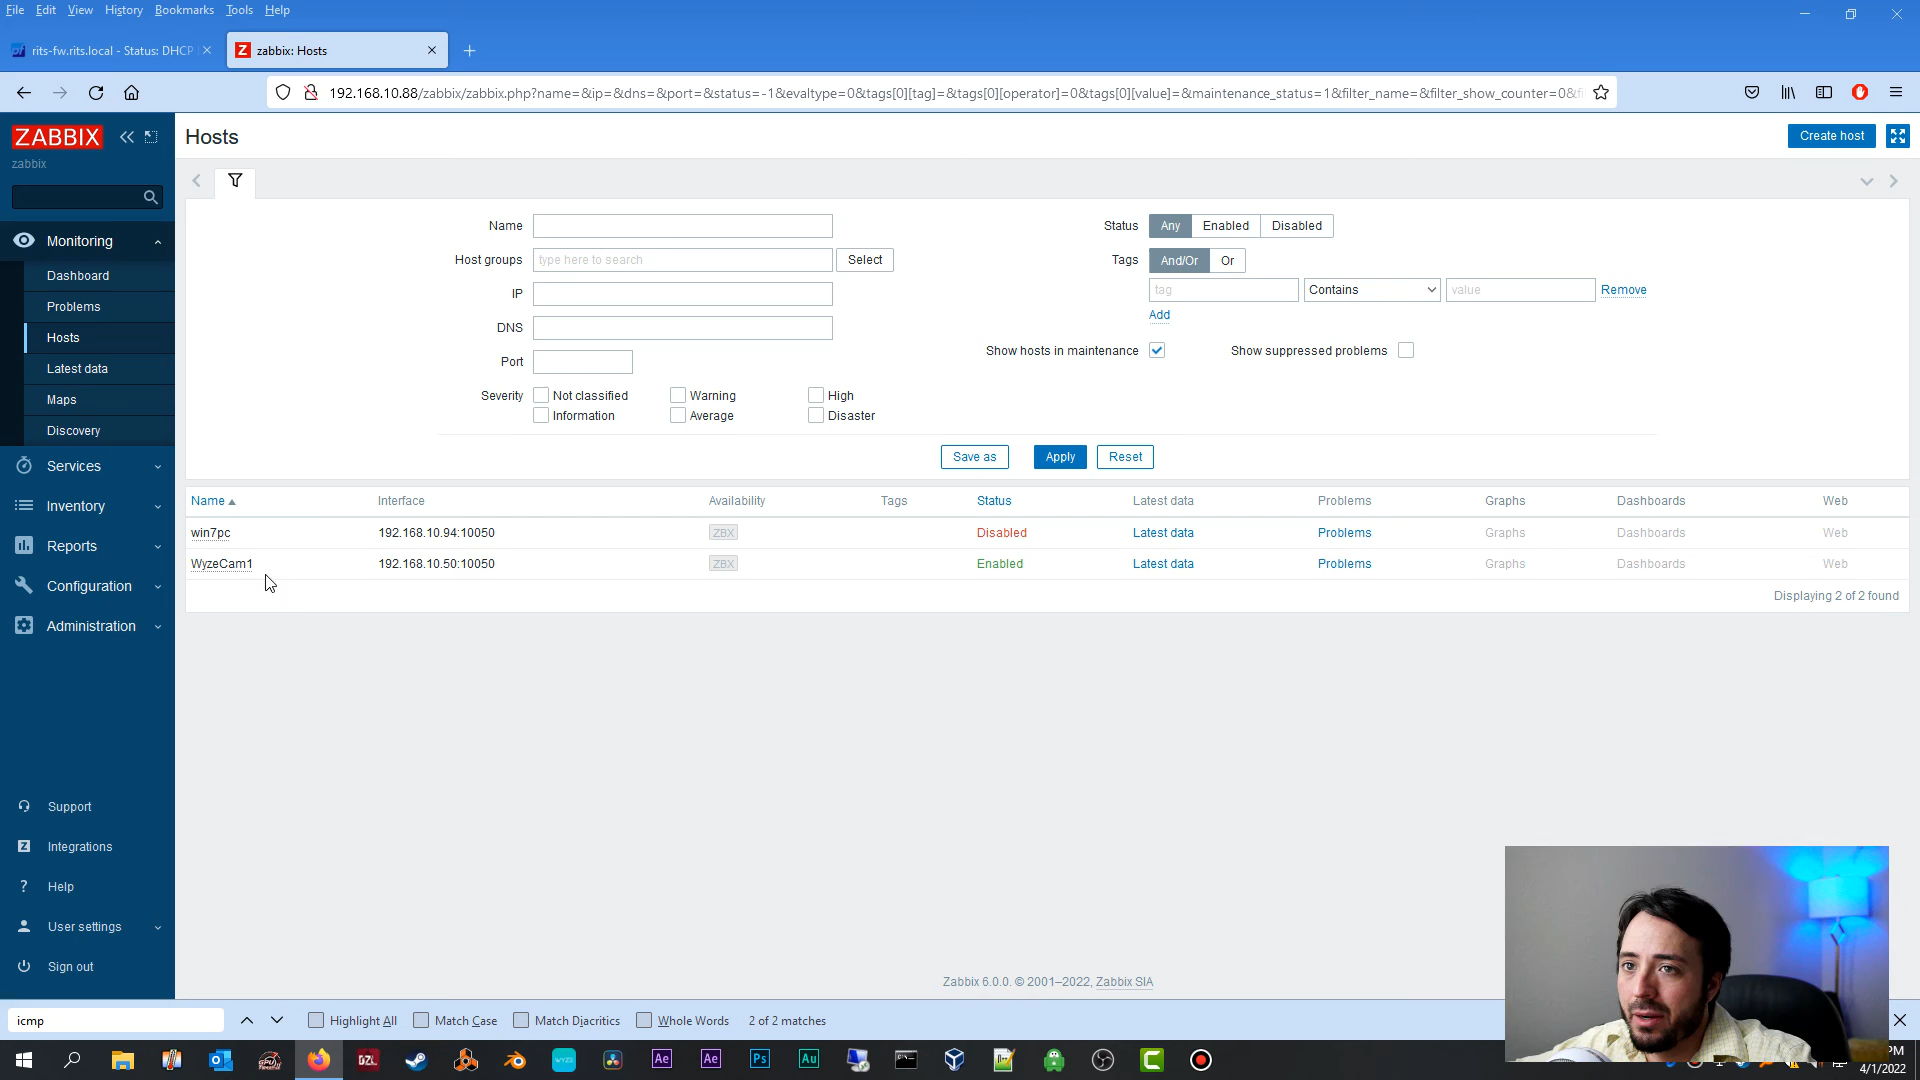 File Edit View History Bookmarks Tools Help
rits-fw.rits.local - Status: DHCP
zabbix: Hosts
192.168.10.88/zabbix/zabbix.php?name=&ip=&dns=&port=&status=-1&evaltype=0&tags[0][tag]=&tags[0][operator]=0&tags[0][value]=&maintenance_status=1&filter_name=&filter_show_counter=0&
ZABBIX
zabbix
Hosts
Create host
Monitoring
Dashboard
Problems
Hosts
Latest data
Maps
Discovery
Services
Inventory
Reports
Configuration
Administration
Support
Integrations
Help
User settings
Sign out
Name
Host groups type here to search Select
IP
DNS
Port
Severity Not classified Warning High
Information Average Disaster
Status Any Enabled Disabled
Tags And/Or Or
tag Contains value Remove
Add
Show hosts in maintenance Show suppressed problems
Save as Apply Reset
Name Interface Availability Tags Status Latest data Problems Graphs Dashboards Web
win7pc 192.168.10.94:10050 ZBX Disabled Latest data Problems Graphs Dashboards Web
WyzeCam1 192.168.10.50:10050 ZBX Enabled Latest data Problems Graphs Dashboards Web
Displaying 2 of 2 found
Zabbix 6.0.0. © 2001–2022, Zabbix SIA
icmp Highlight All Match Case Match Diacritics Whole Words 2 of 2 matches
DZL WYZE Ae Ae Ps Au
PM
4/1/2022